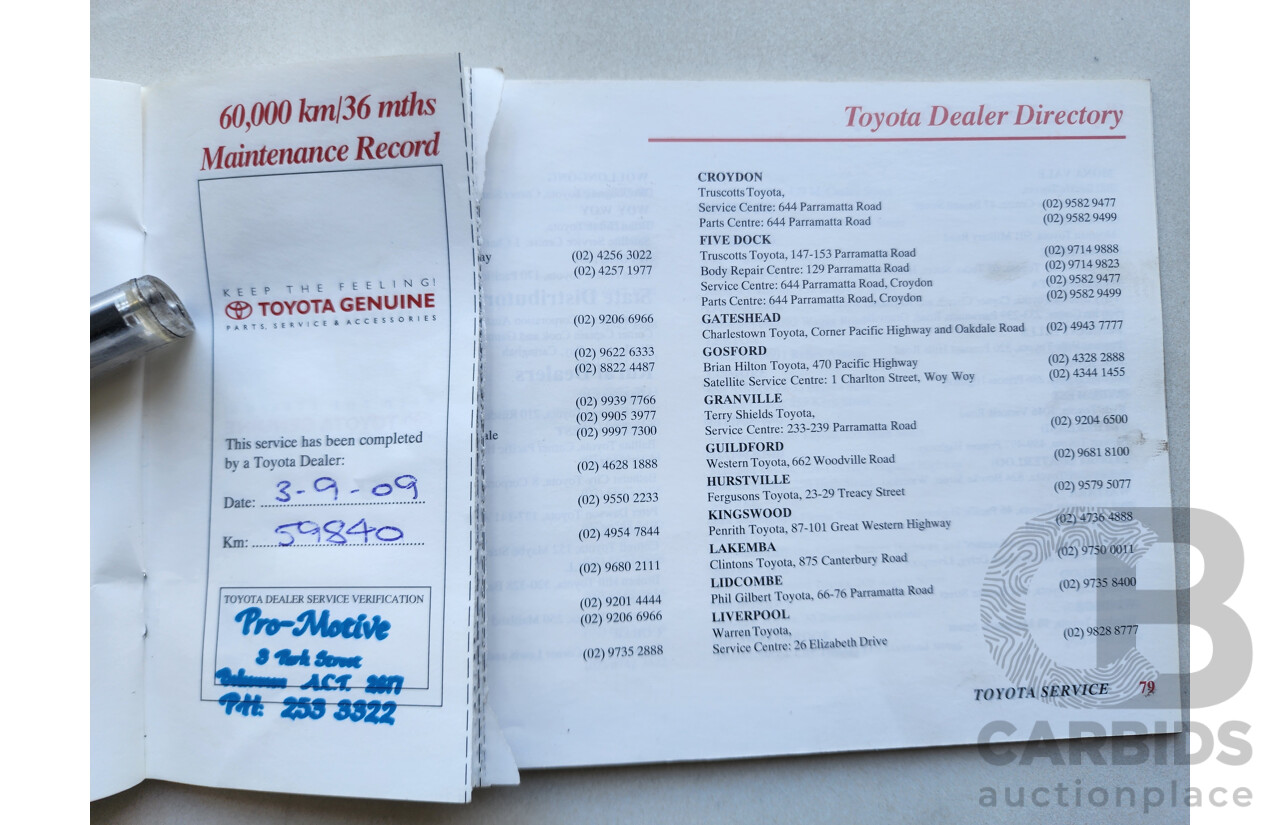 60,000 km/36 mths
Maintenance Record
KEEP THE FEELING!
TOYOTA GENUINE
PARTS, SERVICE & ACCESSORIES
This service has been completed
by a Toyota Dealer:
Date: 3-9-09
Km: 59840
TOYOTA DEALER SERVICE VERIFICATION
Pro-Motive
3 Park Street
A.C.T.
PH: 253 3322
(02) 4256 3022
(02) 4257 1977
(02) 9206 6966
(02) 9622 6333
(02) 8822 4487
(02) 9939 7766
(02) 9905 3977
(02) 9997 7300
(02) 4628 1888
(02) 9550 2233
(02) 4954 7844
(02) 9680 2111
(02) 9201 4444
(02) 9206 6966
(02) 9735 2888
Toyota Dealer Directory
CROYDON
Truscotts Toyota,
Service Centre: 644 Parramatta Road (02) 9582 9477
Parts Centre: 644 Parramatta Road (02) 9582 9499
FIVE DOCK
Truscotts Toyota, 147-153 Parramatta Road (02) 9714 9888
Body Repair Centre: 129 Parramatta Road (02) 9714 9823
Service Centre: 644 Parramatta Road, Croydon (02) 9582 9477
Parts Centre: 644 Parramatta Road, Croydon (02) 9582 9499
GATESHEAD
Charlestown Toyota, Corner Pacific Highway and Oakdale Road (02) 4943 7777
GOSFORD
Brian Hilton Toyota, 470 Pacific Highway (02) 4328 2888
Satellite Service Centre: 1 Charlton Street, Woy Woy (02) 4344 1455
GRANVILLE
Terry Shields Toyota,
Service Centre: 233-239 Parramatta Road (02) 9204 6500
GUILDFORD
Western Toyota, 662 Woodville Road (02) 9681 8100
HURSTVILLE
Fergusons Toyota, 23-29 Treacy Street (02) 9579 5077
KINGSWOOD
Penrith Toyota, 87-101 Great Western Highway (02) 4736 4888
LAKEMBA
Clintons Toyota, 875 Canterbury Road (02) 9750 0011
LIDCOMBE
Phil Gilbert Toyota, 66-76 Parramatta Road (02) 9735 8400
LIVERPOOL
Warren Toyota,
Service Centre: 26 Elizabeth Drive (02) 9828 8777
TOYOTA SERVICE 79
CB
CARBIDS
auctionplace